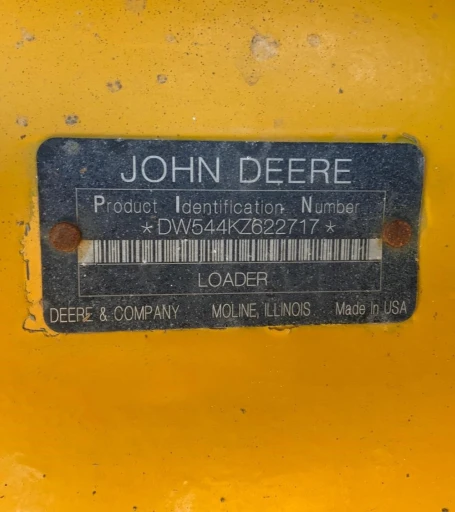 JOHN DEERE
Product Identification Number
*DW544KZ622717*
LOADER
DEERE & COMPANY MOLINE, ILLINOIS Made in USA